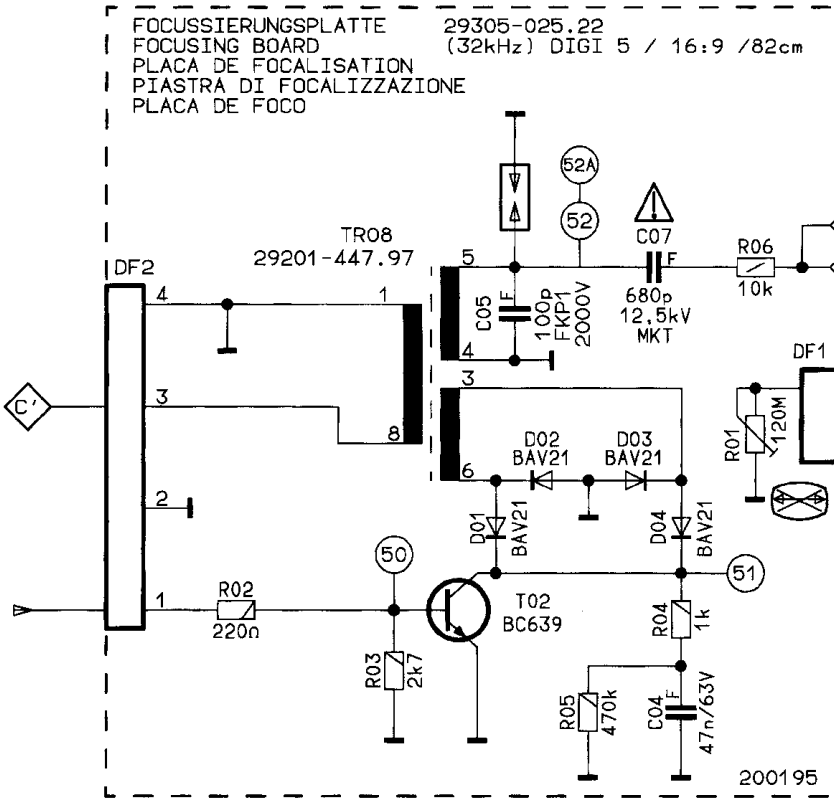 FOCUSSIERUNGSPLATTE 29305-025.22
FOCUSING BOARD (32kHz) DIGI 5 / 16:9 /82cm
PLACA DE FOCALISATION
PIASTRA DI FOCALIZZAZIONE
PLACA DE FOCO
52A
52
TR08
29201-447.97
C07
F
680p
12,5kV
MKT
R06
10k
DF2
4
1
5
C05
F
100p
FKP1
2000V
4
DF1
C'
3
8
3
R01
120M
D02
BAV21
D03
BAV21
6
2
D01
BAV21
D04
BAV21
50
51
1
R02
220Ω
T02
BC639
R04
1k
R03
2k7
R05
470k
C04
F
47n/63V
200195